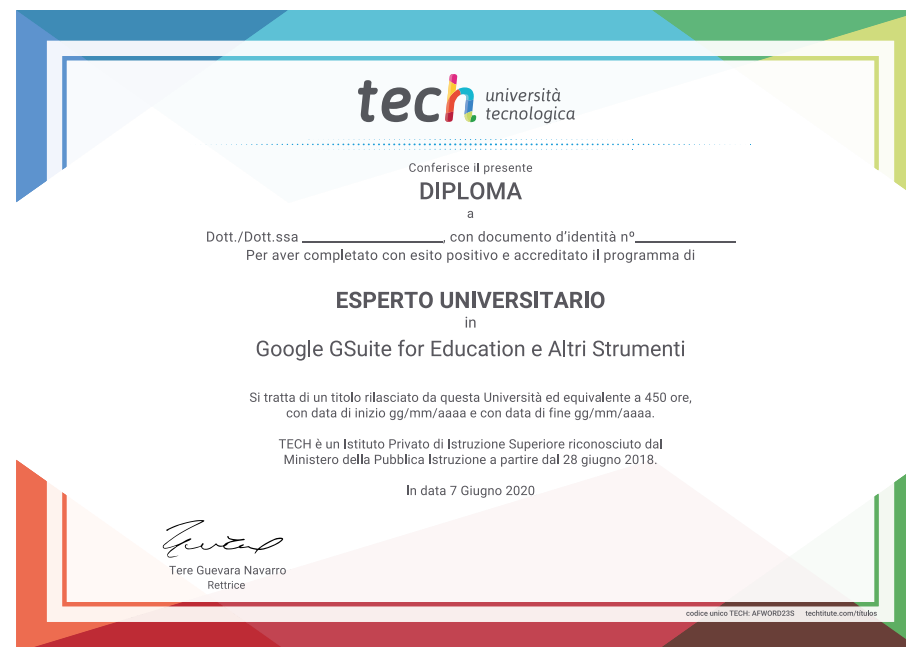 tech università
tecnologica
Conferisce il presente
DIPLOMA
a
Dott./Dott.ssa ________________, con documento d'identità nº____________
Per aver completato con esito positivo e accreditato il programma di
ESPERTO UNIVERSITARIO
in
Google GSuite for Education e Altri Strumenti
Si tratta di un titolo rilasciato da questa Università ed equivalente a 450 ore,
con data di inizio gg/mm/aaaa e con data di fine gg/mm/aaaa.
TECH è un Istituto Privato di Istruzione Superiore riconosciuto dal
Ministero della Pubblica Istruzione a partire dal 28 giugno 2018.
In data 7 Giugno 2020
Tere Guevara Navarro
Rettrice
codice unico TECH: AFWORD23S techtitute.com/titulos